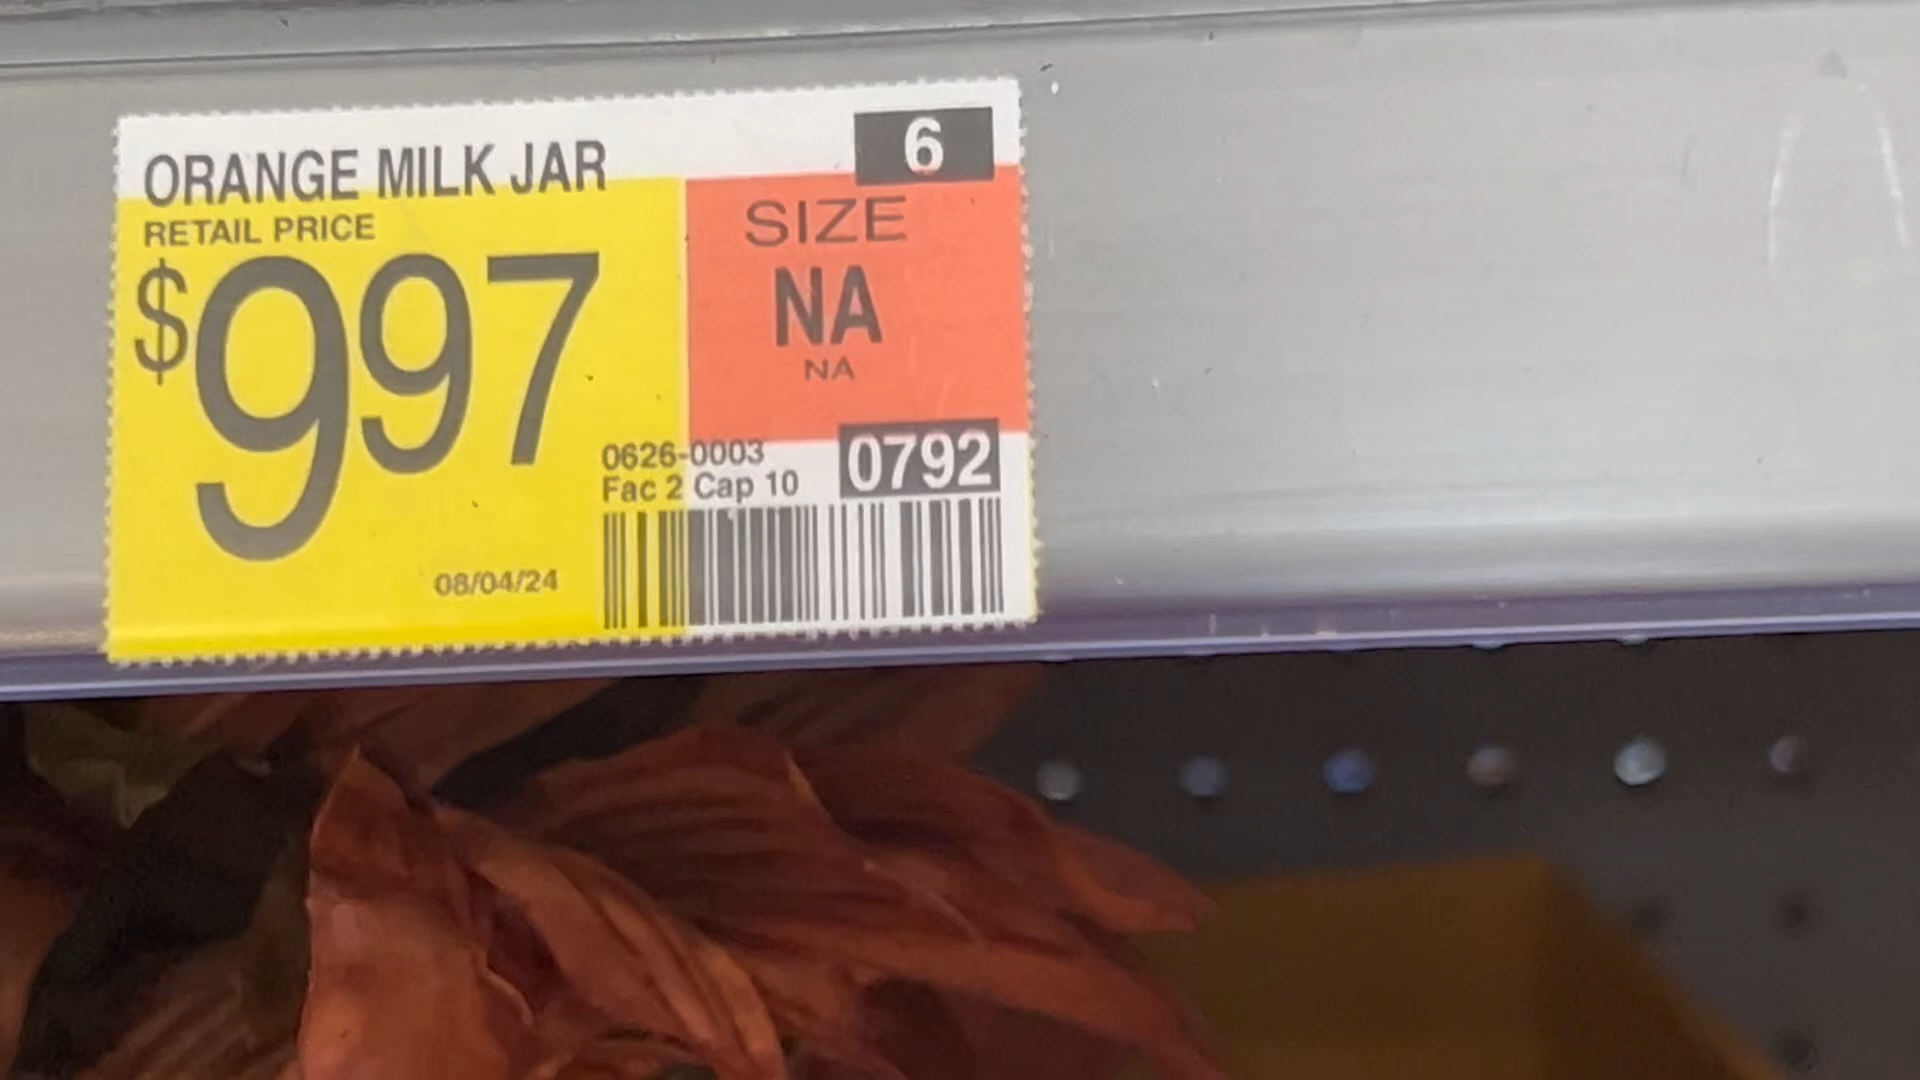 6
ORANGE MILK JAR
RETAIL PRICE
$997
SIZE
NA
NA
0626-0003
Fac 2 Cap 10
0792
08/04/24